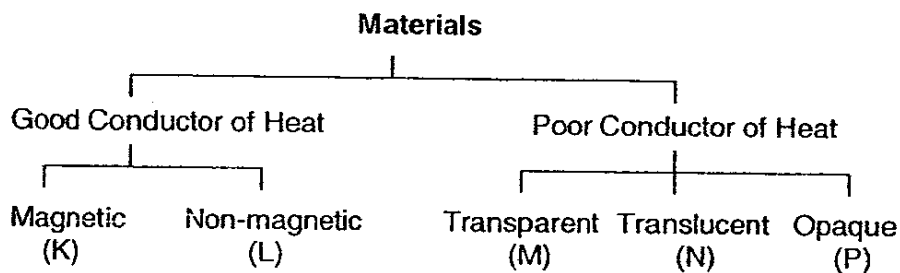 Materials
Good Conductor of Heat
Poor Conductor of Heat
Magnetic
(K)
Non-magnetic
(L)
Transparent
(M)
Translucent
(N)
Opaque
(P)